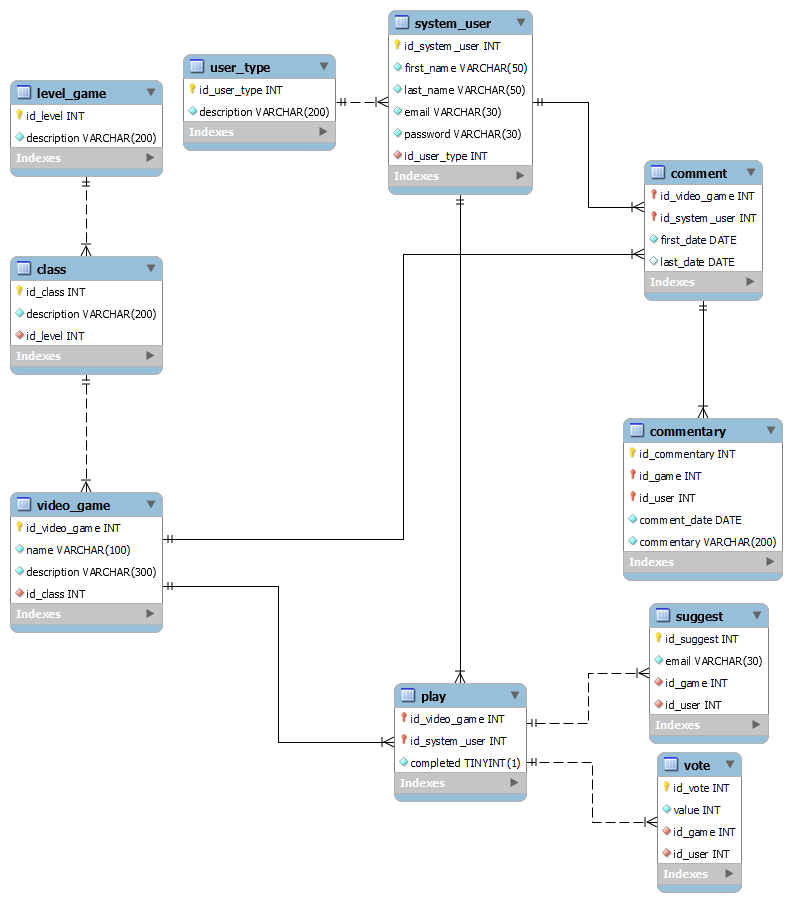 system_user
id_system_user INT
first_name VARCHAR(50)
last_name VARCHAR(50)
email VARCHAR(30)
password VARCHAR(30)
id_user_type INT
Indexes
user_type
id_user_type INT
description VARCHAR(200)
Indexes
level_game
id_level INT
description VARCHAR(200)
Indexes
comment
id_video_game INT
id_system_user INT
first_date DATE
last_date DATE
Indexes
class
id_class INT
description VARCHAR(200)
id_level INT
Indexes
commentary
id_commentary INT
id_game INT
id_user INT
comment_date DATE
commentary VARCHAR(200)
Indexes
video_game
id_video_game INT
name VARCHAR(100)
description VARCHAR(300)
id_class INT
Indexes
suggest
id_suggest INT
email VARCHAR(30)
id_game INT
id_user INT
Indexes
play
id_video_game INT
id_system_user INT
completed TINYINT(1)
Indexes
vote
id_vote INT
value INT
id_game INT
id_user INT
Indexes